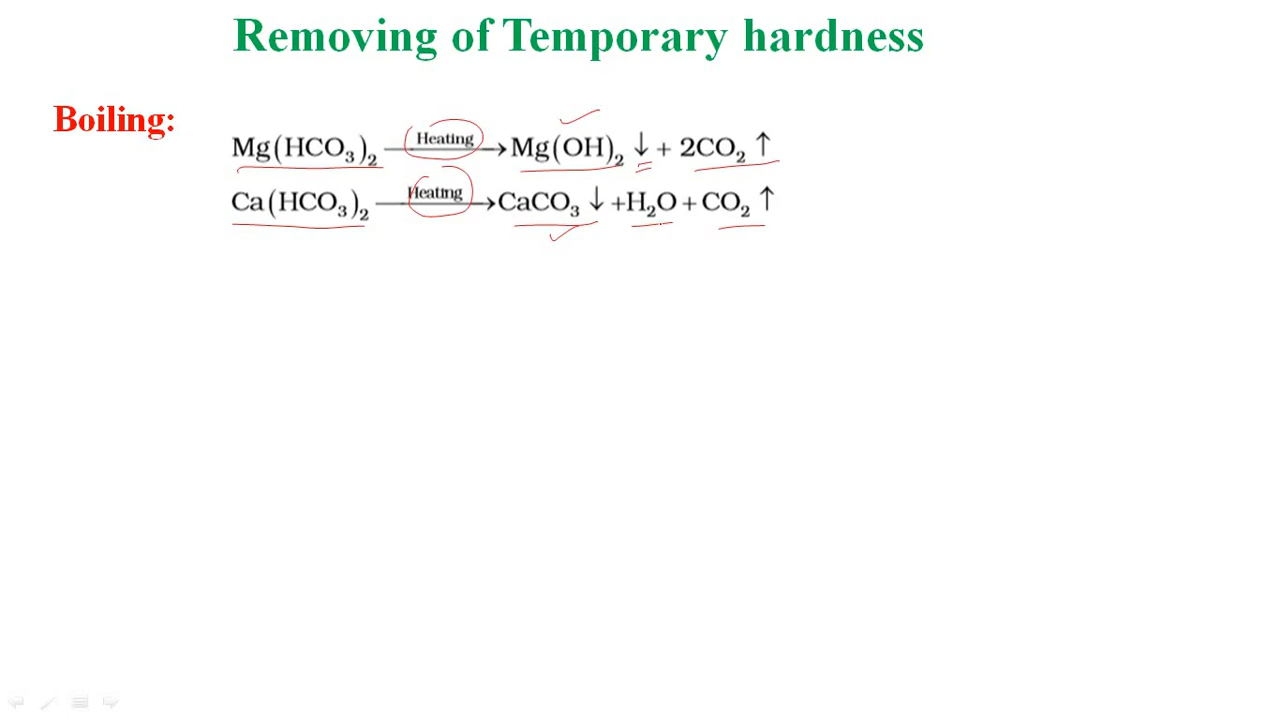 Removing of Temporary hardness
Boiling:
Mg(HCO₃)₂ —Heating→ Mg(OH)₂ ↓ + 2CO₂ ↑
Ca(HCO₃)₂ —Heating→ CaCO₃ ↓ +H₂O + CO₂ ↑